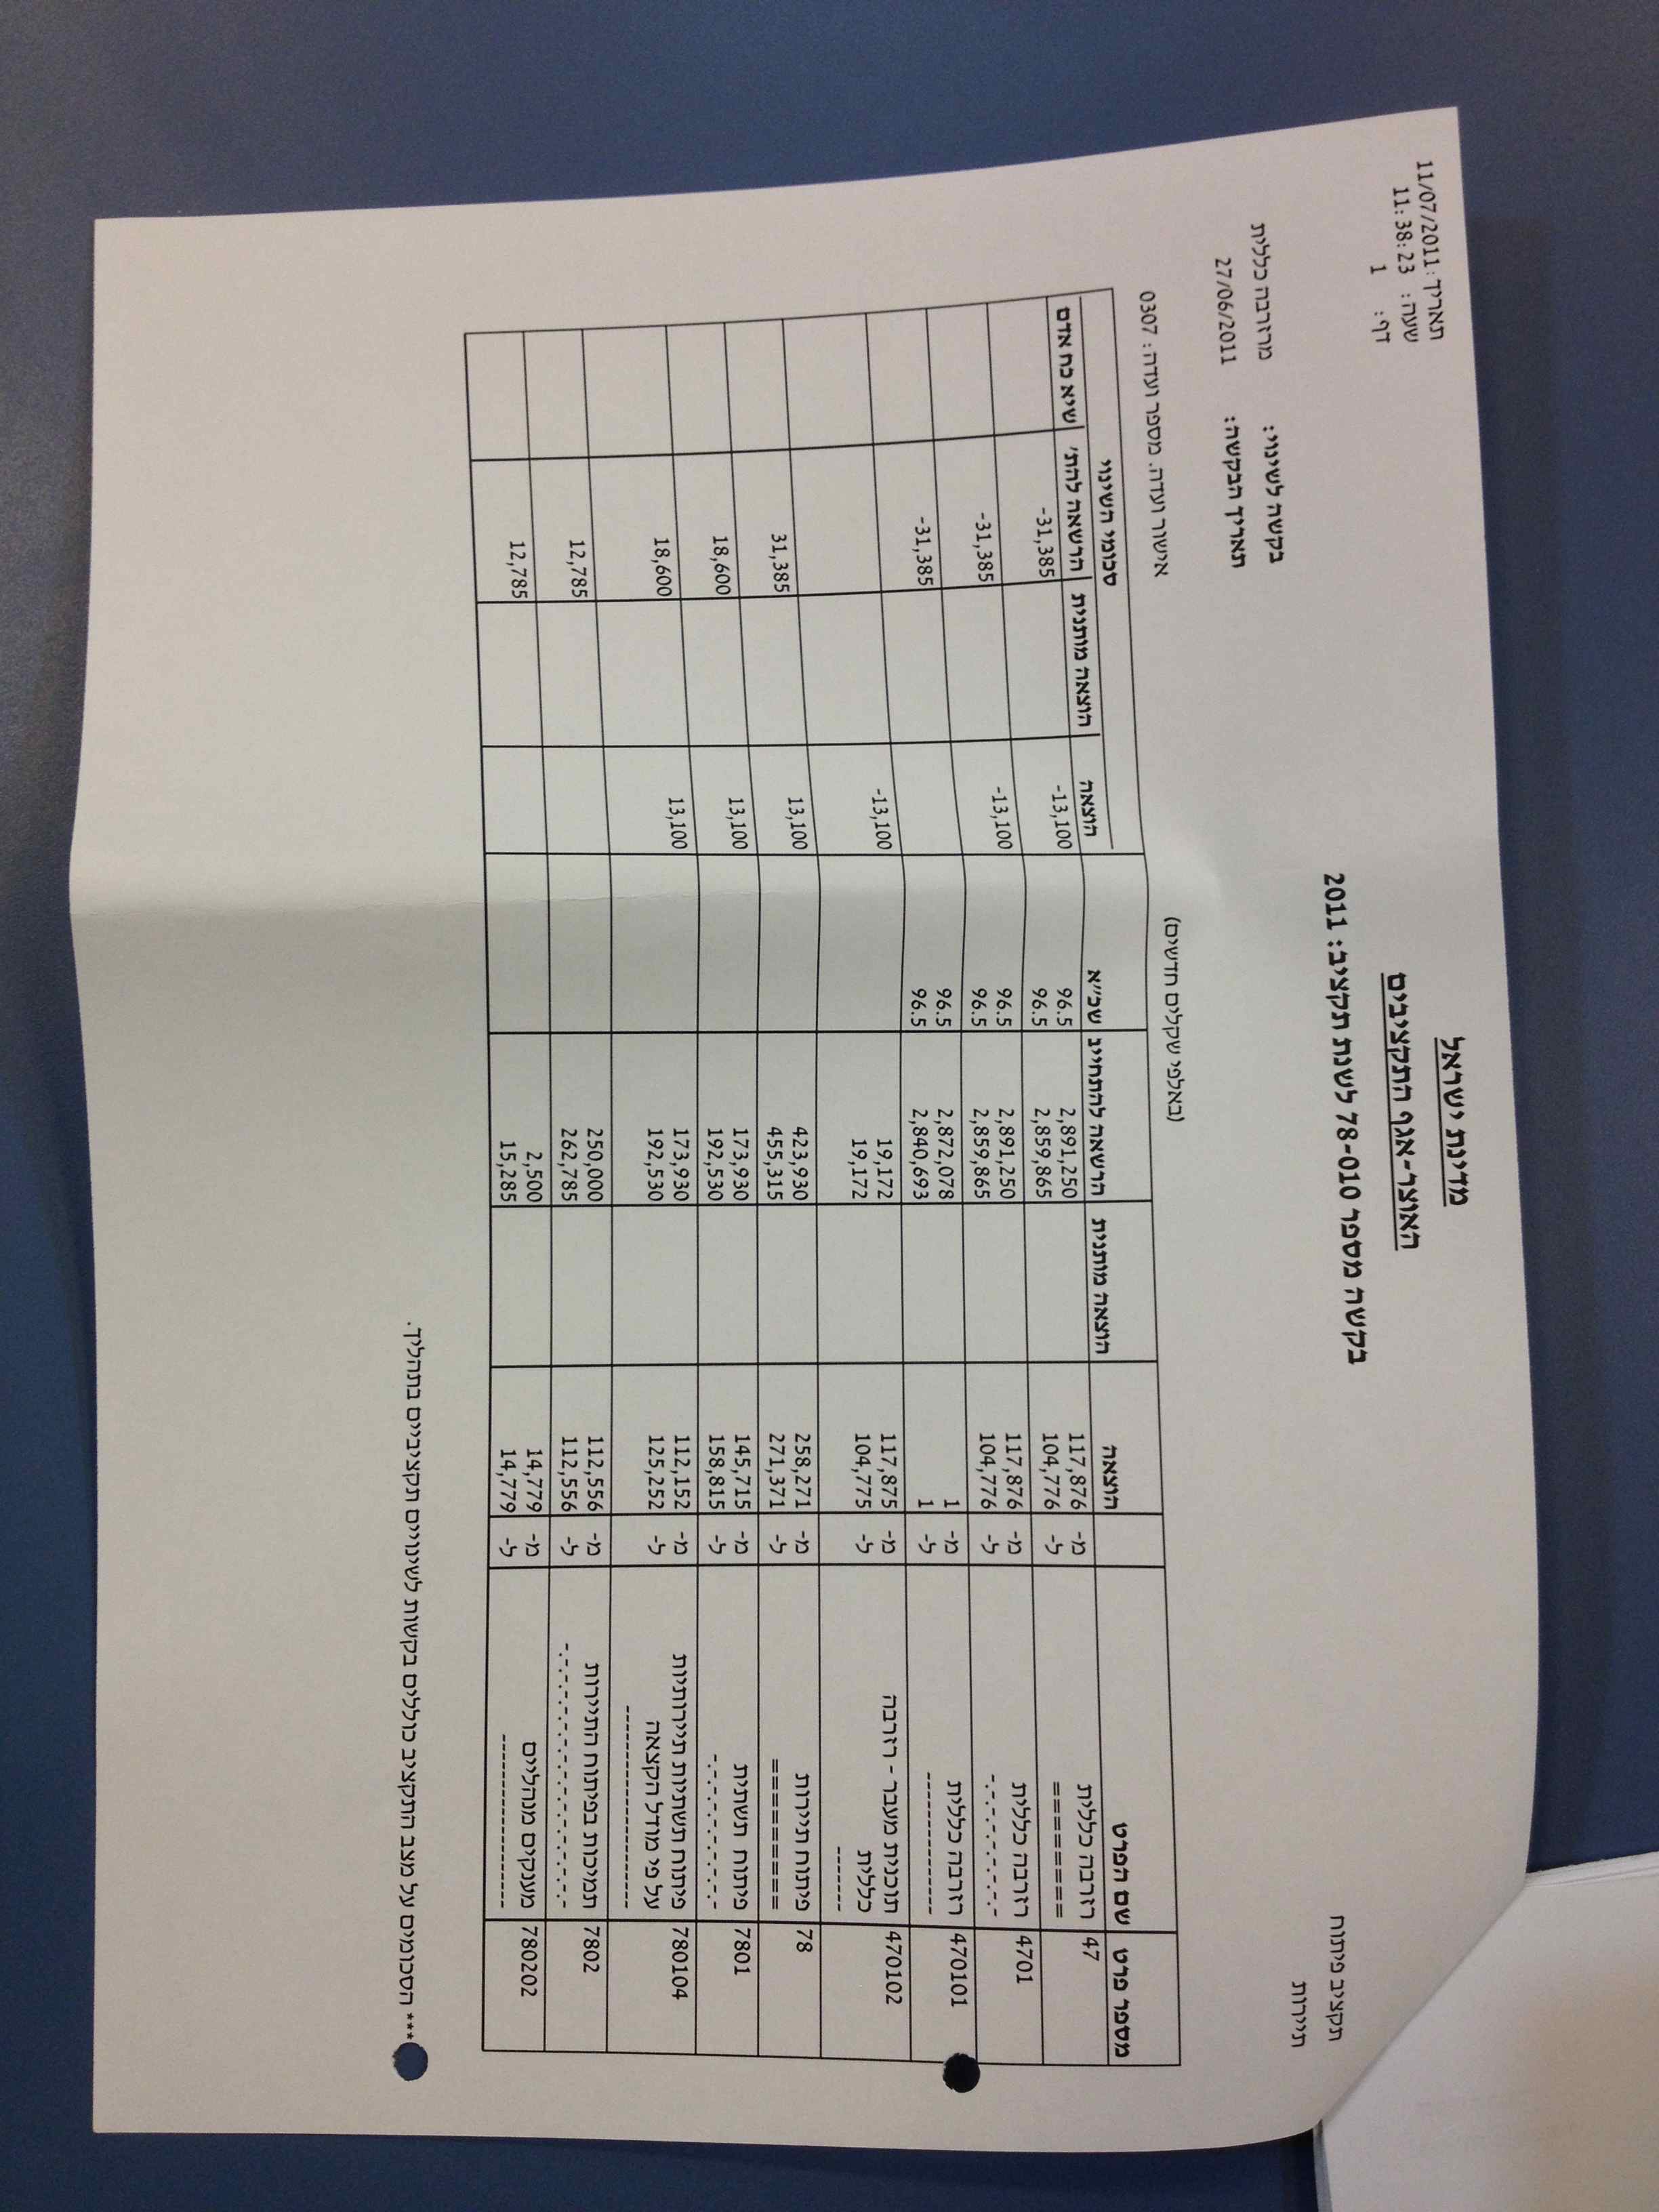 תאריך: 11/07/2011
שעה: 11:38:23
דף: 1
מדינת ישראל
האוצר-אגף התקציבים
בקשה מספר 78-010 לשנת תקציב: 2011
תקציב פיתוח
תיירות
בקשה לשינוי: מרזרבה כללית
תאריך הבקשה: 27/06/2011
(באלפי שקלים חדשים)
אישור ועדה. מספר ועדה: 0307
סכומי השינוי
מספר פרט שם הפרט הוצאה הוצאה מותנית הרשאה להתחייב שכ"א הוצאה הוצאה מותנית הרשאה להת' שיא כח אדם
47 רזרבה כללית מ- 117,876 2,891,250 96.5 -13,100 -31,385
======== ל- 104,776 2,859,865 96.5
4701 רזרבה כללית מ- 117,876 2,891,250 96.5 -13,100 -31,385
-.-.-.-.-.-.- ל- 104,776 2,859,865 96.5
470101 רזרבה כללית מ- 1 2,872,078 96.5 -31,385
------------- ל- 1 2,840,693 96.5
470102 תוכנית מעבר - רזרבה מ- 117,875 19,172 -13,100
כללית ל- 104,775 19,172
------
78 פיתוח תיירות מ- 258,271 423,930 13,100 31,385
========= ל- 271,371 455,315
7801 פיתוח תשתית מ- 145,715 173,930 13,100 18,600
-.-.-.-.-.-.-.- ל- 158,815 192,530
780104 פיתוח תשתיות תיירותיות מ- 112,152 173,930 13,100 18,600
על פי מודל הקצאה ל- 125,252 192,530
------------------
7802 תמיכות בפיתוח התיירות מ- 112,556 250,000 12,785
-.-.-.-.-.-.-.-.-.-.-.-.-.- ל- 112,556 262,785
780202 מענקים מנהליים מ- 14,779 2,500 12,785
---------------- ל- 14,779 15,285
*** הסכומים על מצב התקציב כוללים בקשות לשינויים תקציביים בתהליך.